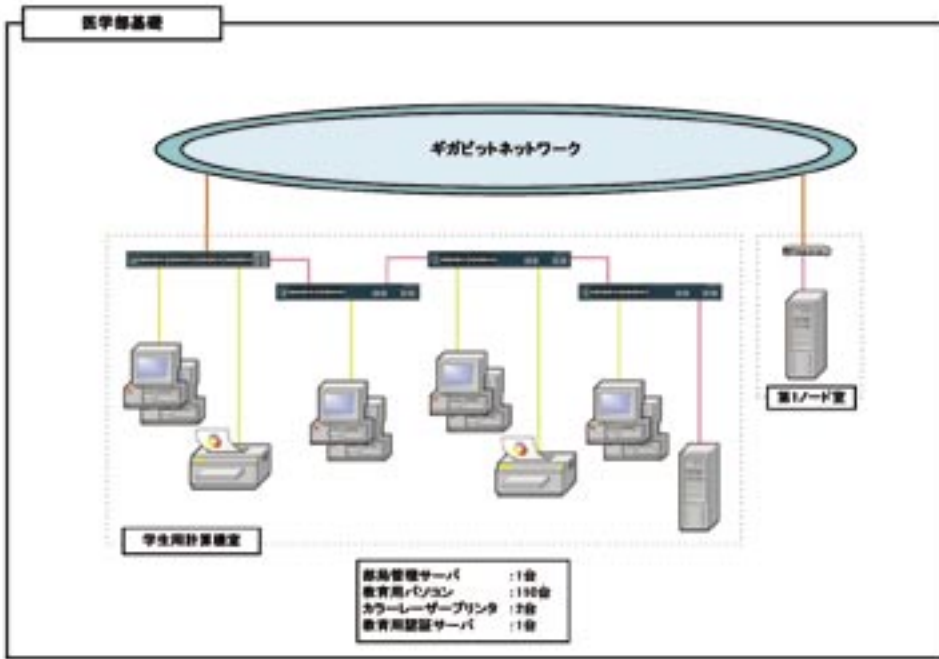 医学部基礎
ギガビットネットワーク
第1ノード室
学生用計算機室
部局管理サーバ :1台
教育用パソコン :110台
カラーレーザープリンタ :2台
教育用認証サーバ :1台